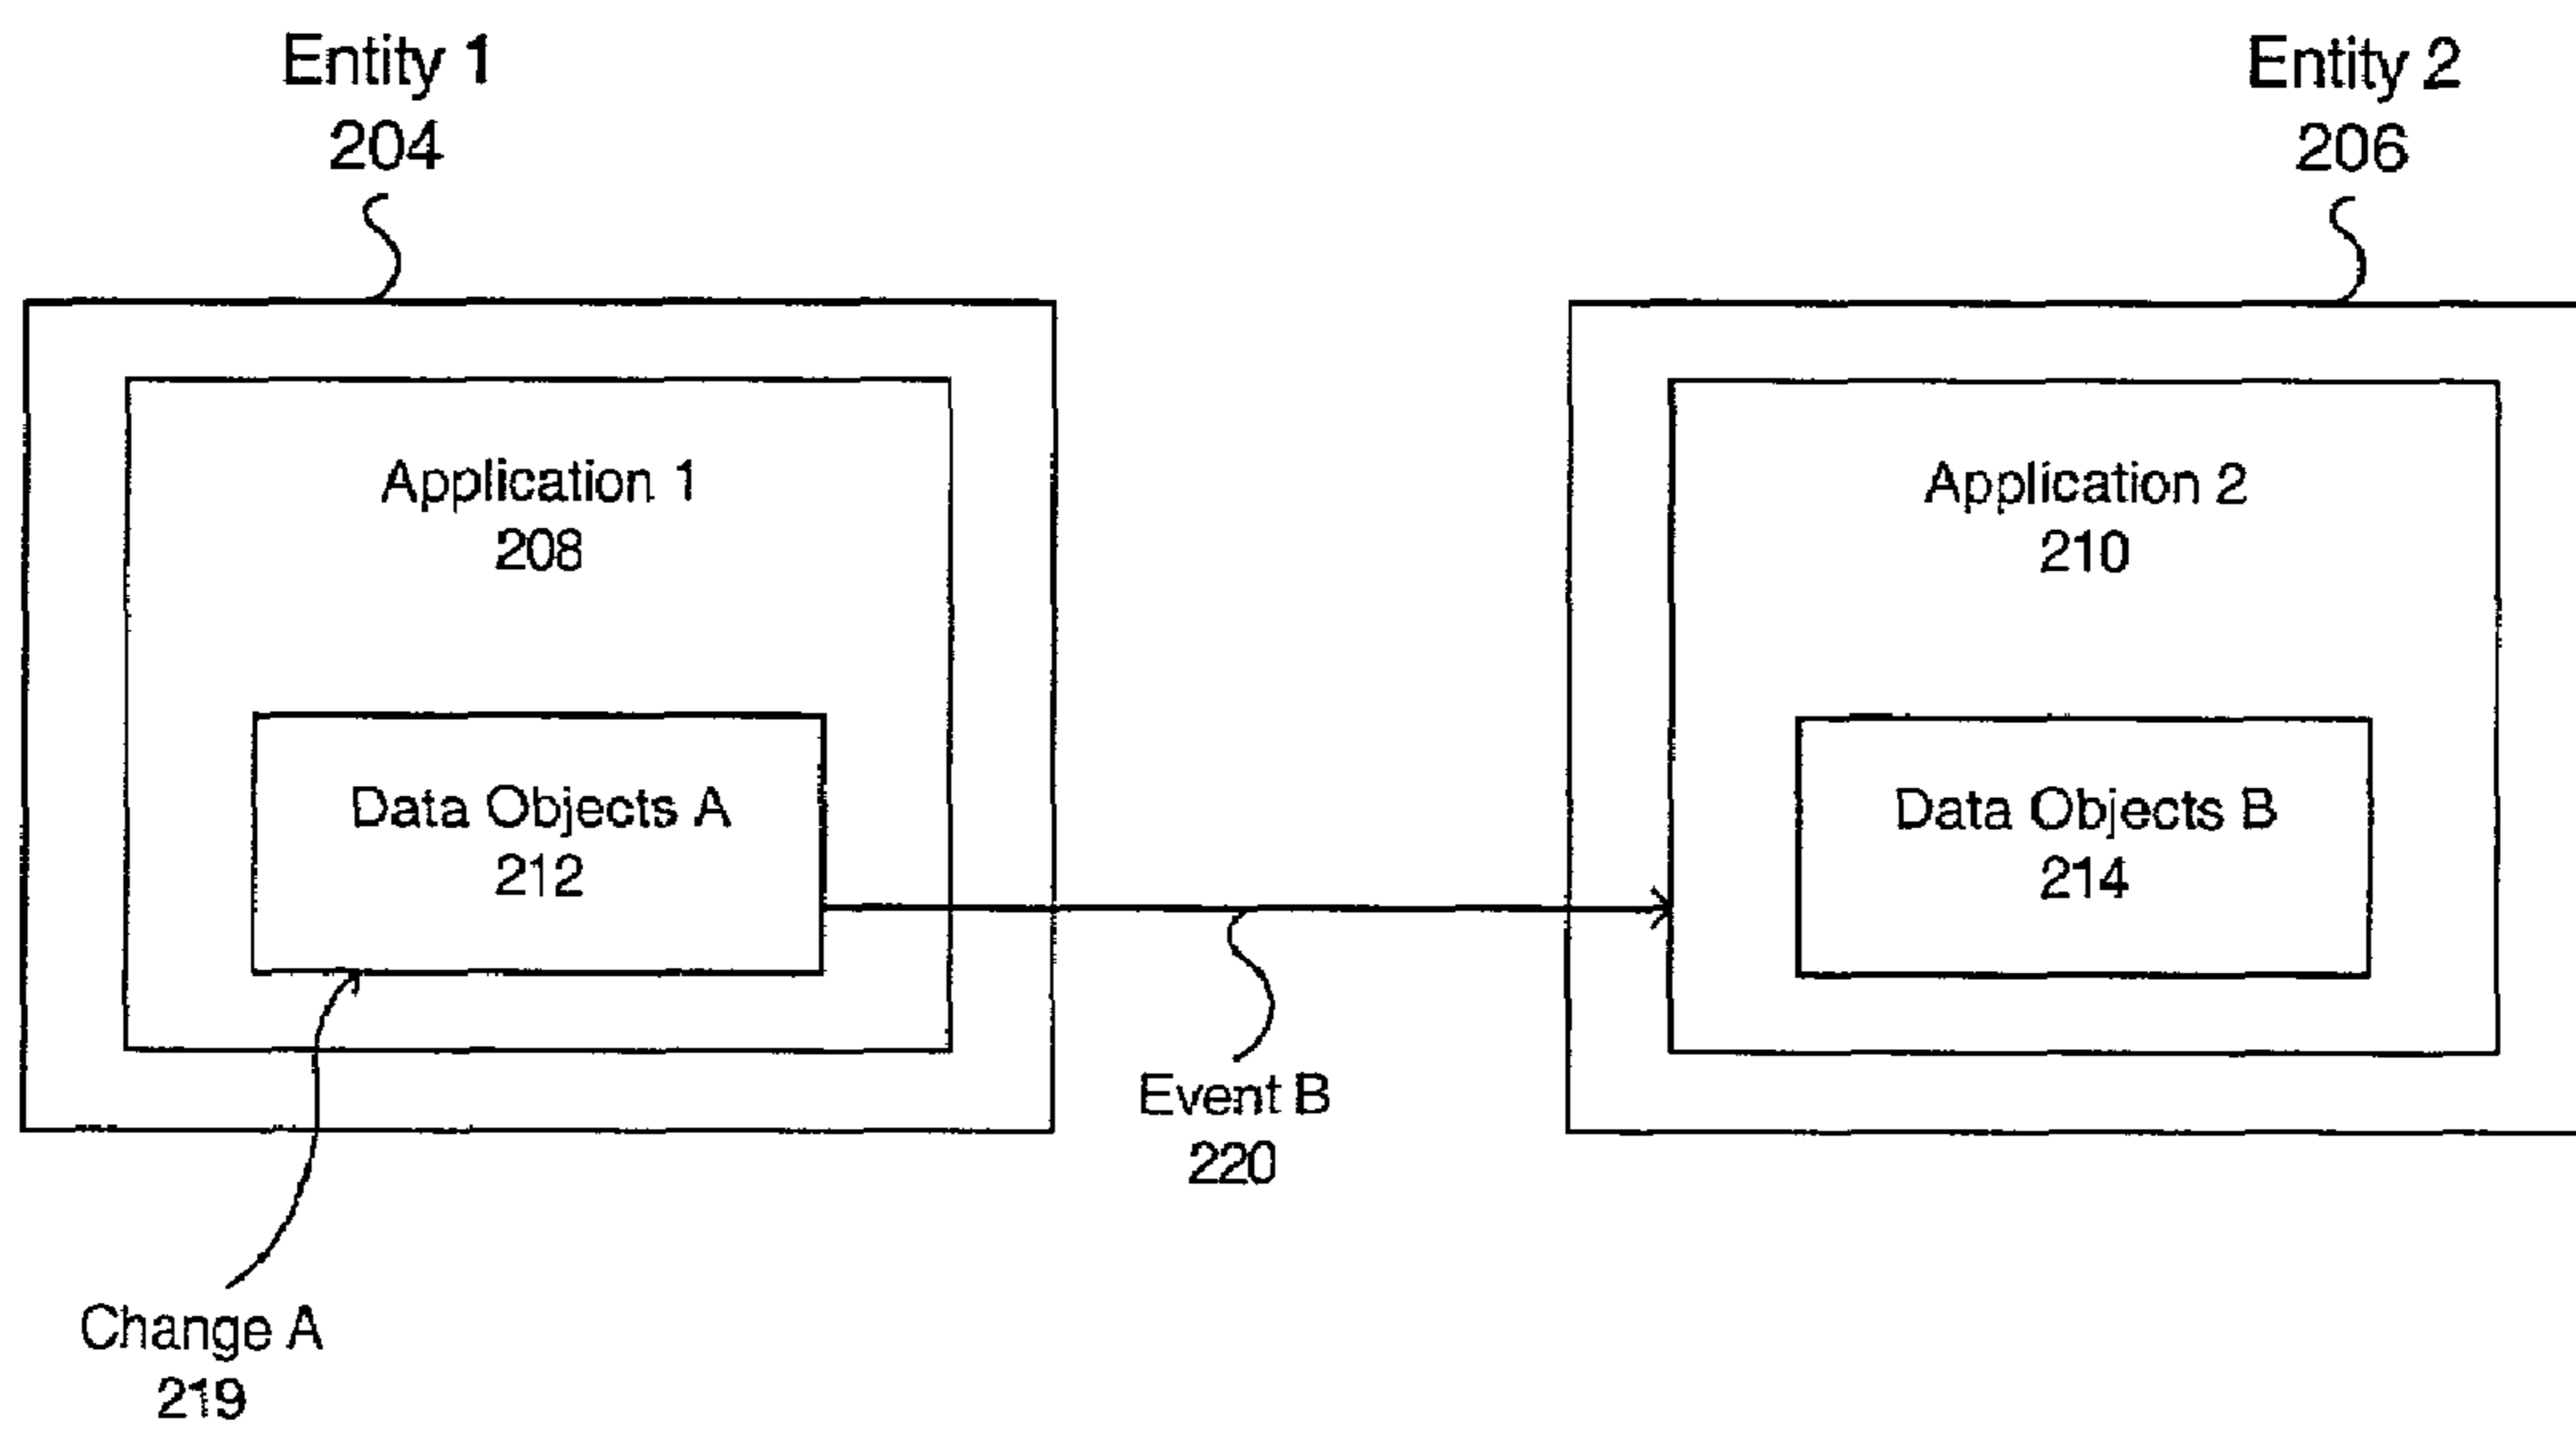 Entity 1
204
Entity 2
206
Application 1
208
Application 2
210
Data Objects A
212
Data Objects B
214
Event B
220
Change A
219